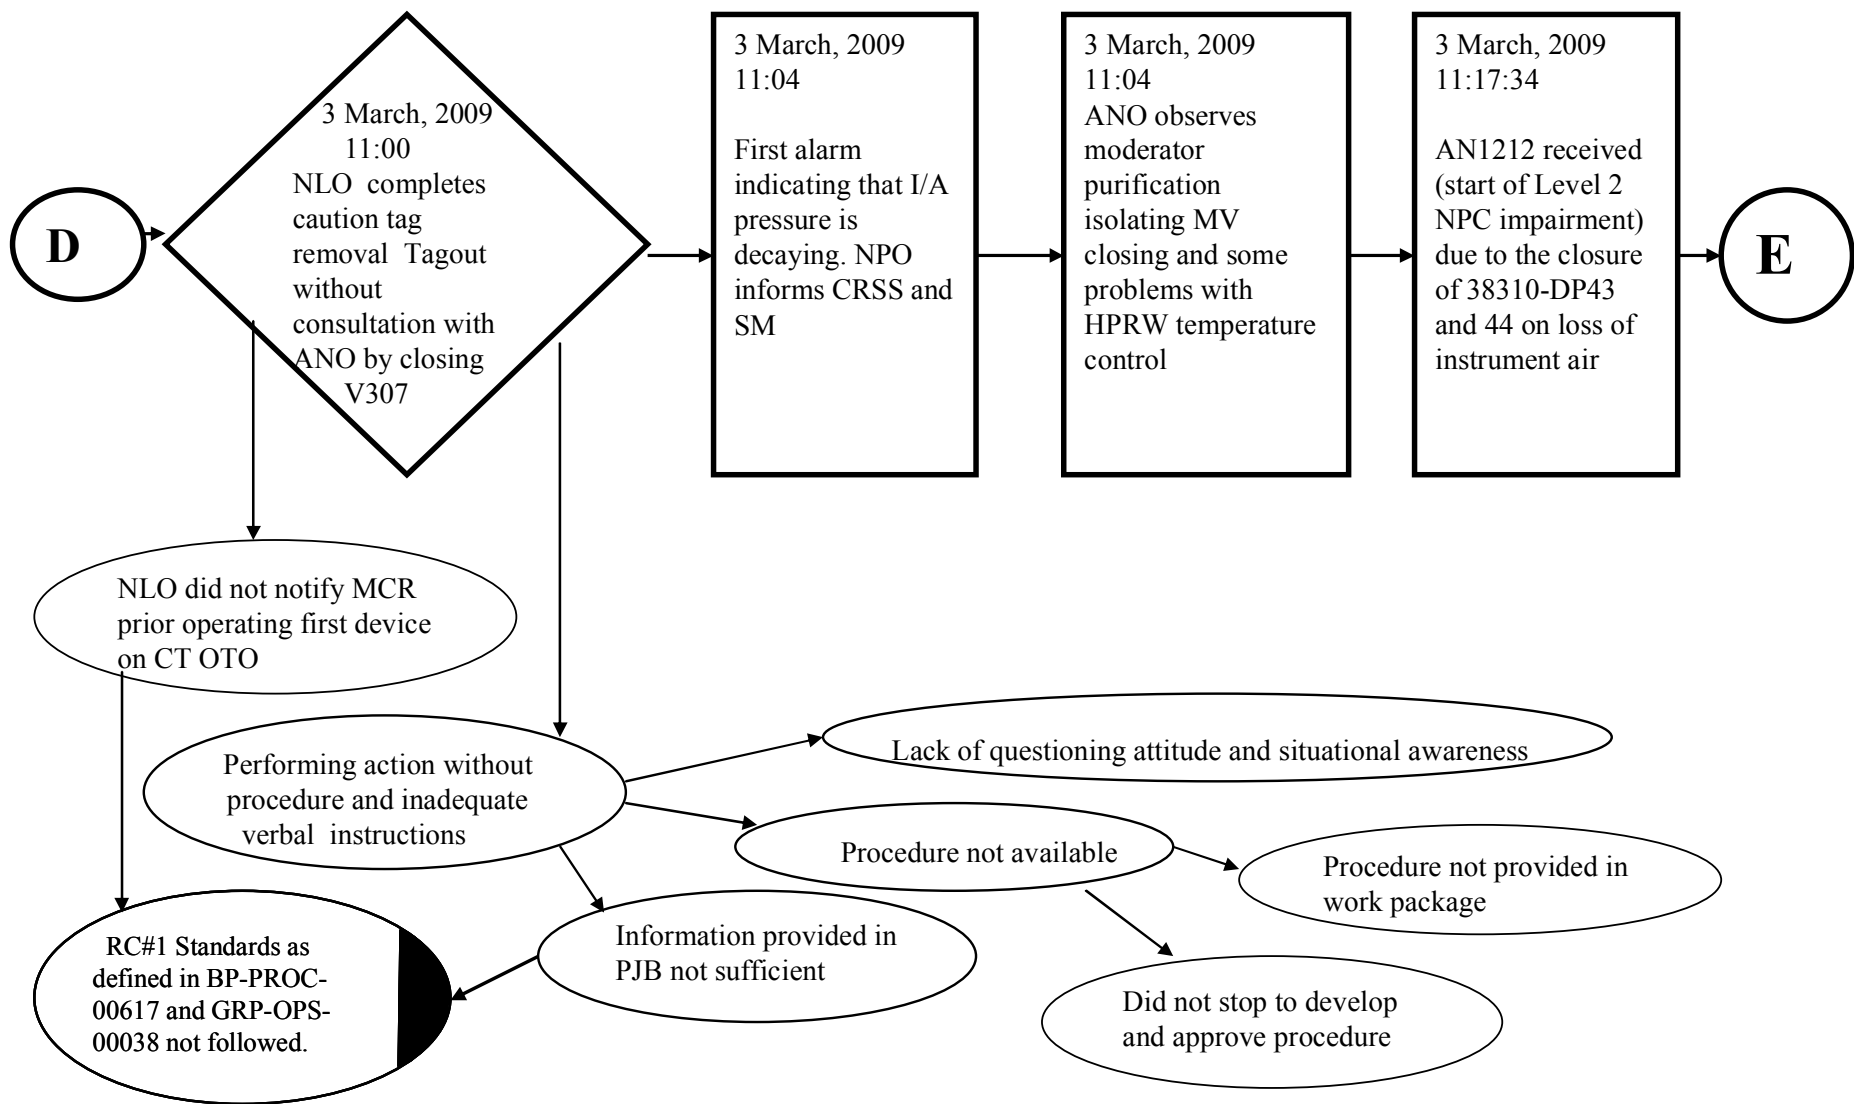 D
3 March, 2009
11:00
NLO completes
caution tag
removal Tagout
without
consultation with
ANO by closing
V307
3 March, 2009
11:04
First alarm
indicating that I/A
pressure is
decaying. NPO
informs CRSS and
SM
3 March, 2009
11:04
ANO observes
moderator
purification
isolating MV
closing and some
problems with
HPRW temperature
control
3 March, 2009
11:17:34
AN1212 received
(start of Level 2
NPC impairment)
due to the closure
of 38310-DP43
and 44 on loss of
instrument air
E
NLO did not notify MCR
prior operating first device
on CT OTO
Performing action without
procedure and inadequate
verbal instructions
Lack of questioning attitude and situational awareness
Procedure not available
Procedure not provided in
work package
RC#1 Standards as
defined in BP-PROC-
00617 and GRP-OPS-
00038 not followed.
Information provided in
PJB not sufficient
Did not stop to develop
and approve procedure